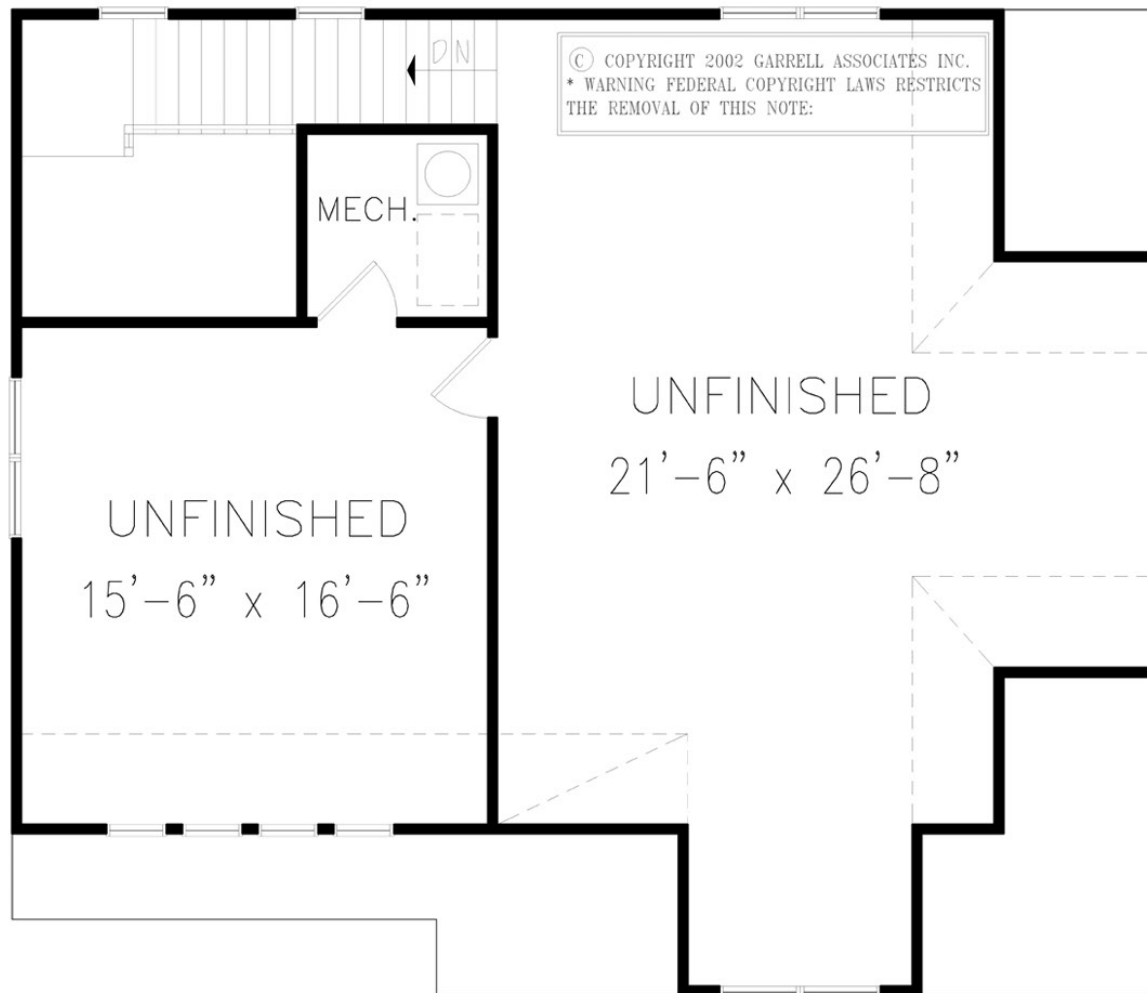 DN
Ⓒ COPYRIGHT 2002 GARRELL ASSOCIATES INC.
* WARNING FEDERAL COPYRIGHT LAWS RESTRICTS
THE REMOVAL OF THIS NOTE:
MECH.
UNFINISHED
21'-6" x 26'-8"
UNFINISHED
15'-6" x 16'-6"